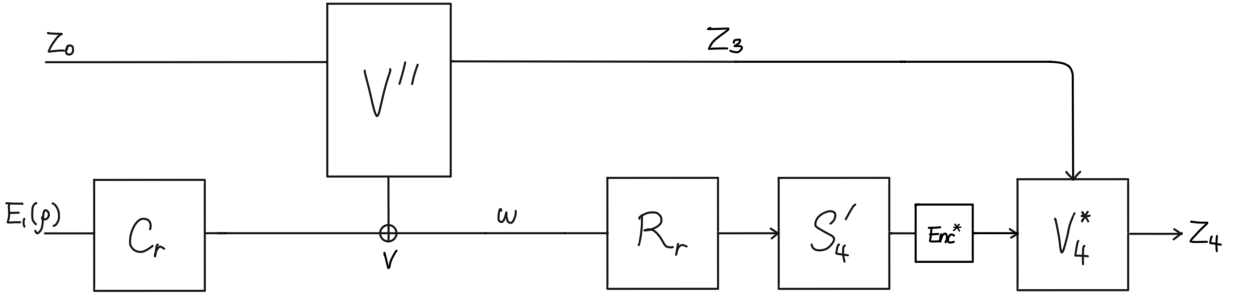 Z₀
V''
Z₃
E₁(ρ)
Cᵣ
v
ω
Rᵣ
S₄'
Enc*
V₄*
Z₄